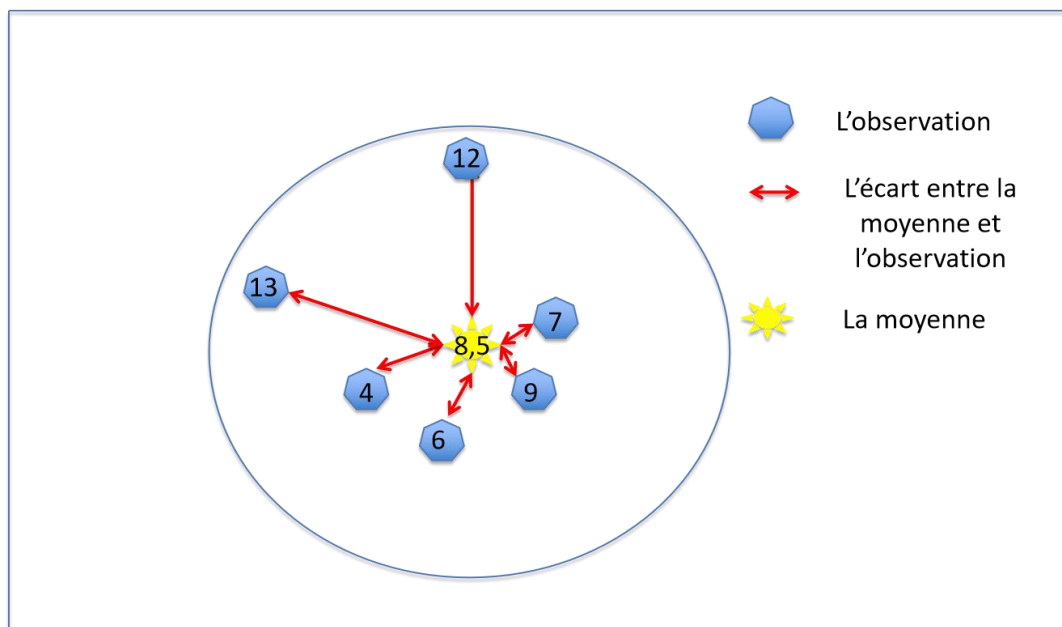 12
13
8,5
7
4
9
6
L'observation
L'écart entre la
moyenne et
l'observation
La moyenne